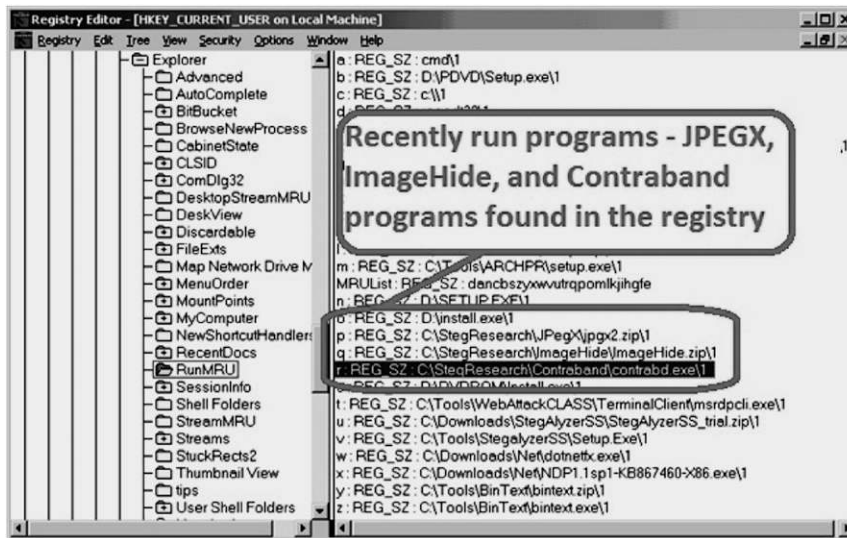 Registry Editor - [HKEY_CURRENT_USER on Local Machine]
Registry Edit Tree View Security Options Window Help
Explorer
Advanced
AutoComplete
BitBucket
BrowseNewProcess
CabinetState
CLSID
ComDlg32
DesktopStreamMRU
DeskView
Discardable
FileExts
Map Network Drive M
MenuOrder
MountPoints
MyComputer
NewShortcutHandlers
RecentDocs
RunMRU
SessionInfo
Shell Folders
StreamMRU
Streams
StuckRects2
Thumbnail View
tips
User Shell Folders
a : REG_SZ : cmd\1
b : REG_SZ : D:\PDVD\Setup.exe\1
c : REG_SZ : c:\\1
Recently run programs - JPEGX,
ImageHide, and Contraband
programs found in the registry
m : REG_SZ : C:\Tools\ARCHPR\setup.exe\1
MRUList : REG_SZ : dancbszyxwvutrqpomlkjihgfe
n : REG_SZ : D:\SETUP.EXE\1
o : REG_SZ : D:\install.exe\1
p : REG_SZ : C:\StegResearch\JPegX\jpgx2.zip\1
q : REG_SZ : C:\StegResearch\ImageHide\ImageHide.zip\1
r : REG_SZ : C:\StegResearch\Contraband\contrabd.exe\1
REG_SZ : D:\DVDROM\Install.exe\1
t : REG_SZ : C:\Tools\WebAttackCLASS\TerminalClient\msrdpcli.exe\1
u : REG_SZ : C:\Downloads\StegAlyzerSS\StegAlyzerSS_trial.zip\1
v : REG_SZ : C:\Tools\StegalyzerSS\Setup.Exe\1
w : REG_SZ : C:\Downloads\Net\dotnetfx.exe\1
x : REG_SZ : C:\Downloads\Net\NDP1.1sp1-KB867460-X86.exe\1
y : REG_SZ : C:\Tools\BinText\bintext.zip\1
z : REG_SZ : C:\Tools\BinText\bintext.exe\1